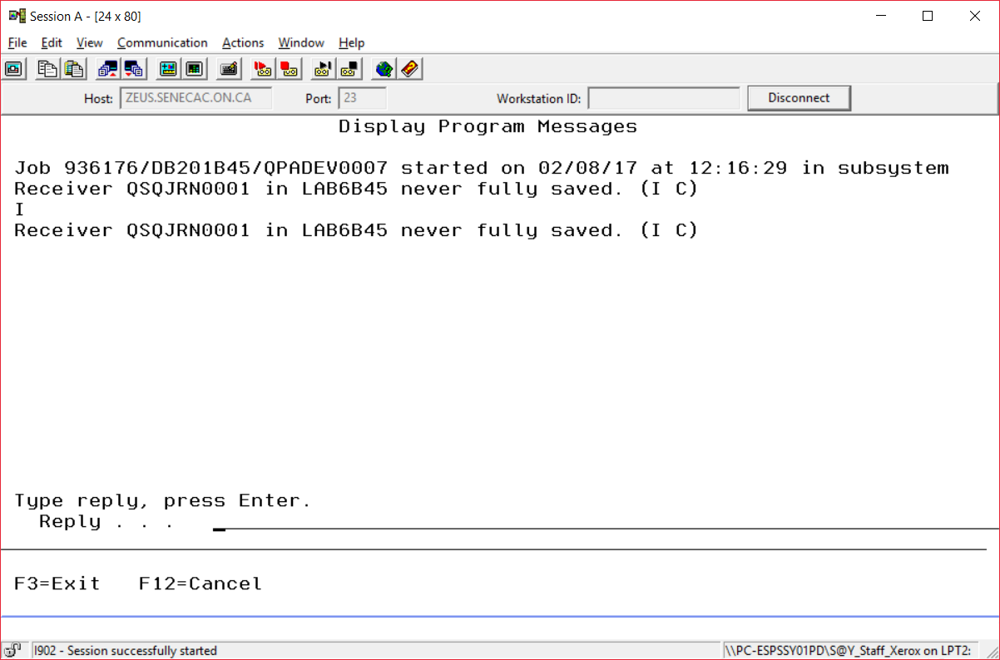 Session A - [24 x 80]
File Edit View Communication Actions Window Help
Host: ZEUS.SENECAC.ON.CA Port: 23 Workstation ID: Disconnect
Display Program Messages
Job 936176/DB201B45/QPADEV0007 started on 02/08/17 at 12:16:29 in subsystem
Receiver QSQJRN0001 in LAB6B45 never fully saved. (I C)
I
Receiver QSQJRN0001 in LAB6B45 never fully saved. (I C)
Type reply, press Enter.
Reply . . .
F3=Exit F12=Cancel
I902 - Session successfully started \\PC-ESPSSY01PD\S@Y_Staff_Xerox on LPT2: